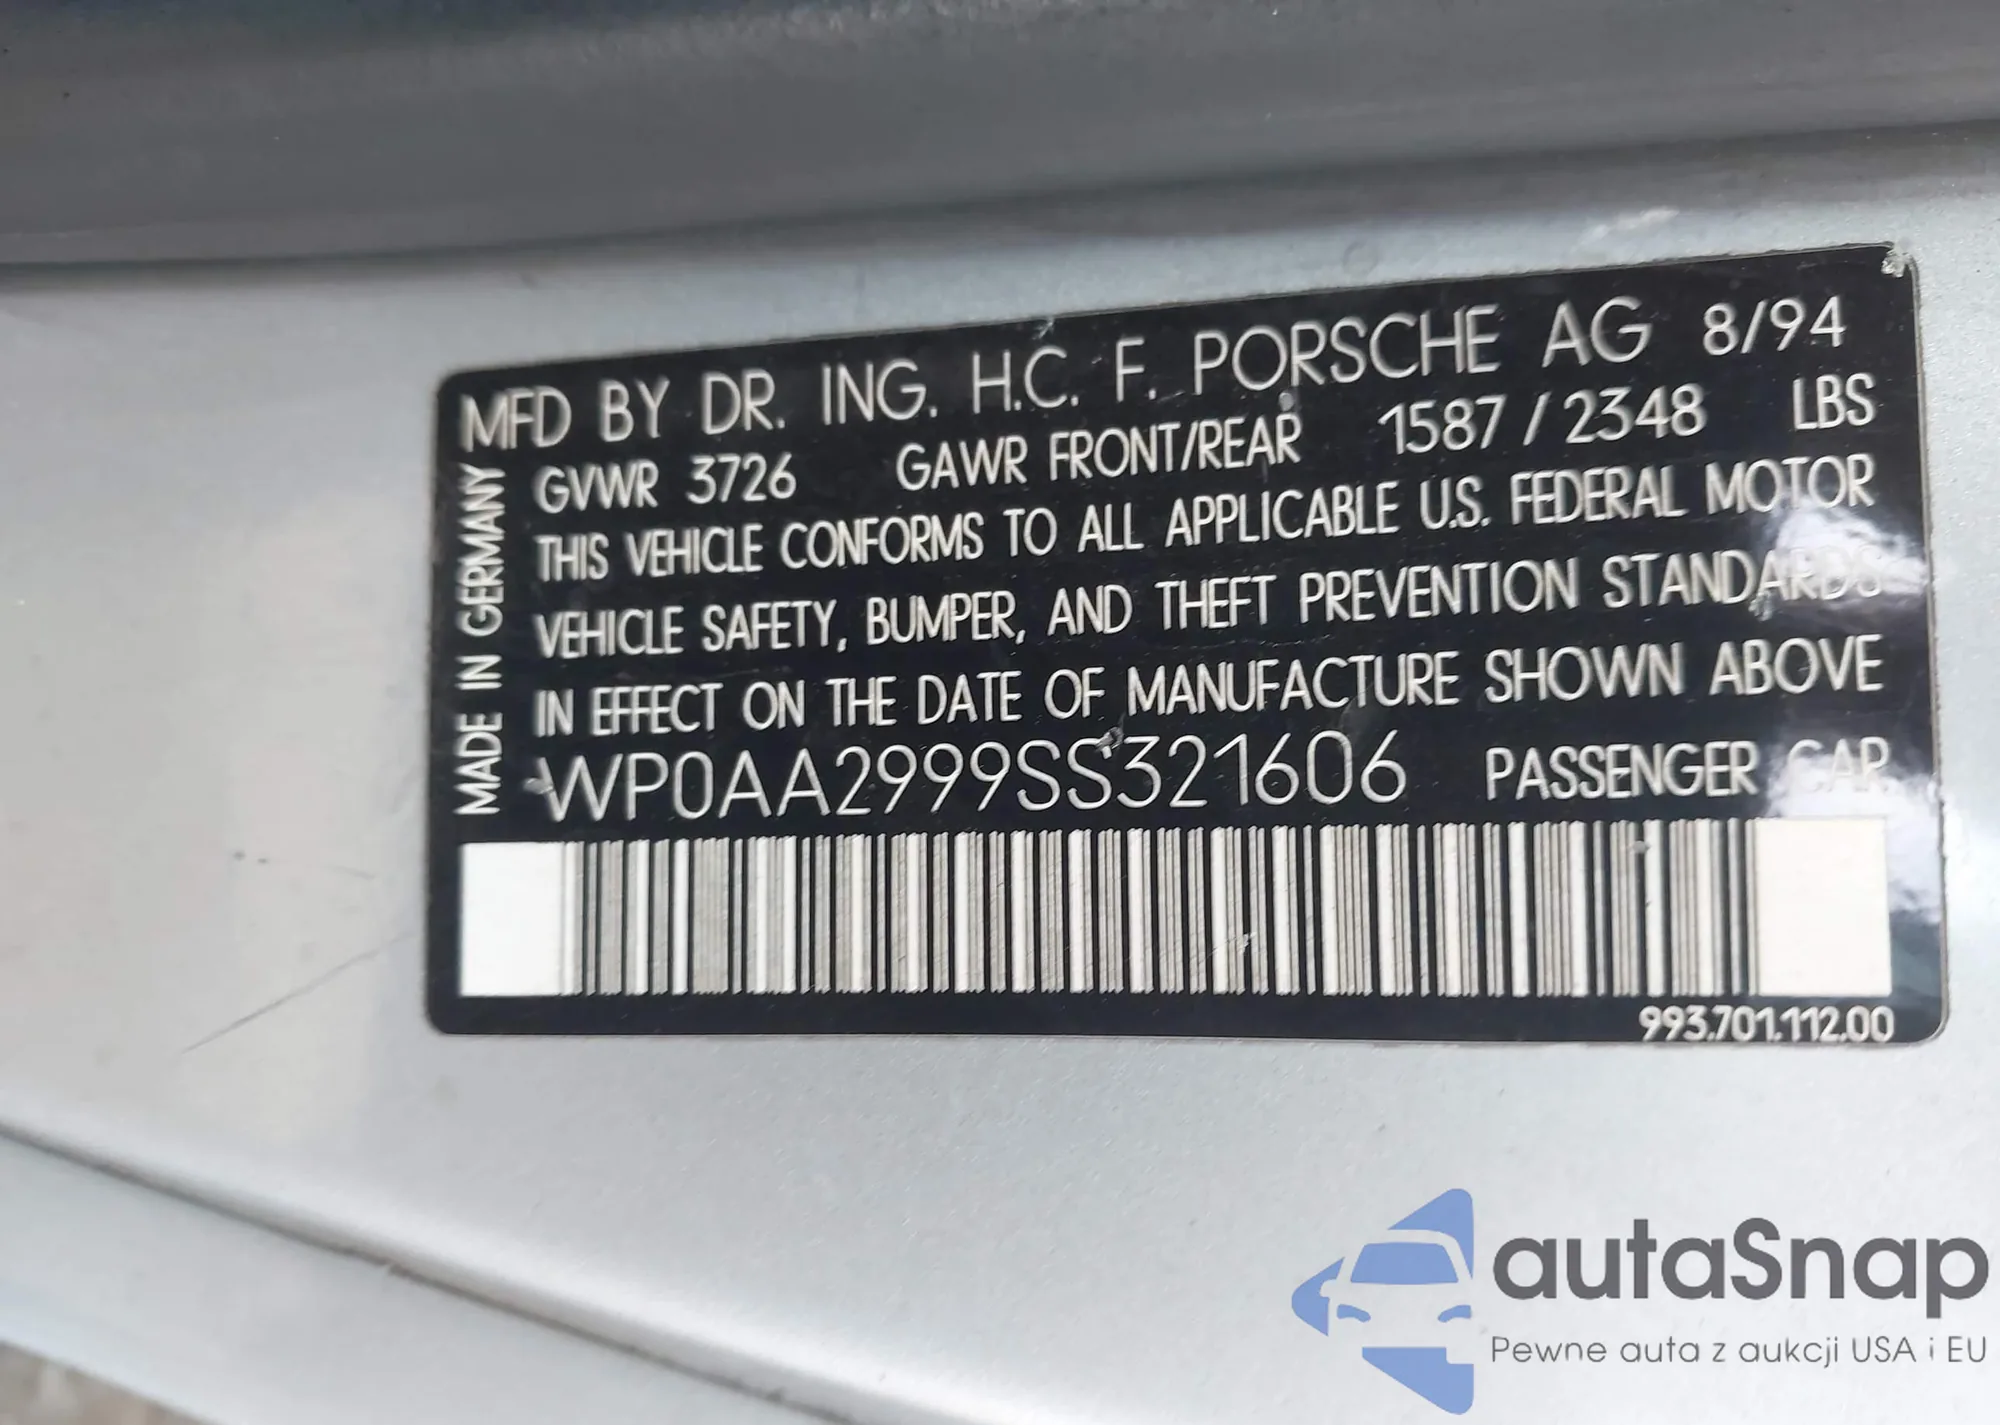 MFD BY DR. ING. H.C. F. PORSCHE AG 8/94
GVWR 3726 GAWR FRONT/REAR 1587 / 2348 LBS
THIS VEHICLE CONFORMS TO ALL APPLICABLE U.S. FEDERAL MOTOR
VEHICLE SAFETY, BUMPER, AND THEFT PREVENTION STANDARDS
IN EFFECT ON THE DATE OF MANUFACTURE SHOWN ABOVE
WP0AA2999SS321606 PASSENGER CAR
MADE IN GERMANY
993.701.112.00
autaSnap
Pewne auta z aukcji USA i EU